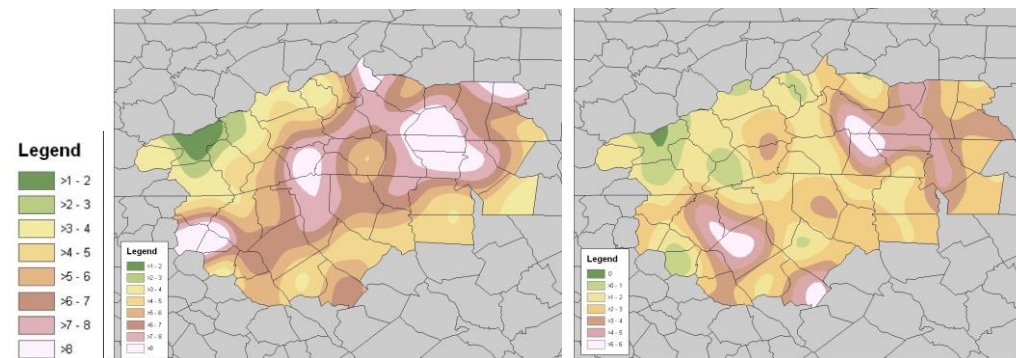 Legend
>1 - 2
>2 - 3
>3 - 4
>4 - 5
>5 - 6
>6 - 7
>7 - 8
>8
Legend
>1 - 2
>2 - 3
>3 - 4
>4 - 5
>5 - 6
>6 - 7
>7 - 8
>8
Legend
0
>0 - 1
>1 - 2
>2 - 3
>3 - 4
>4 - 5
>5 - 6